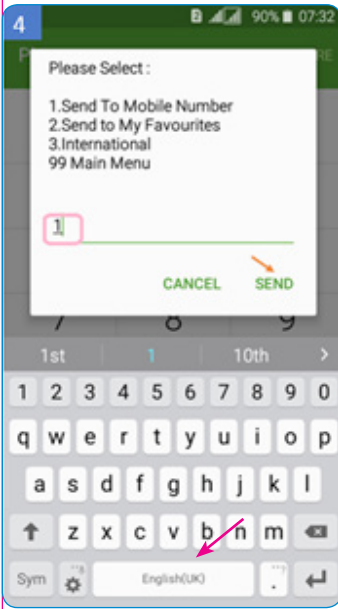 4
90% 07:32
Please Select :
1.Send To Mobile Number
2.Send to My Favourites
3.International
99 Main Menu
1
CANCEL SEND
7 8 9
1st 1 10th >
1 2 3 4 5 6 7 8 9 0
q w e r t y u i o p
a s d f g h j k l
z x c v b n m
Sym English(UK) .